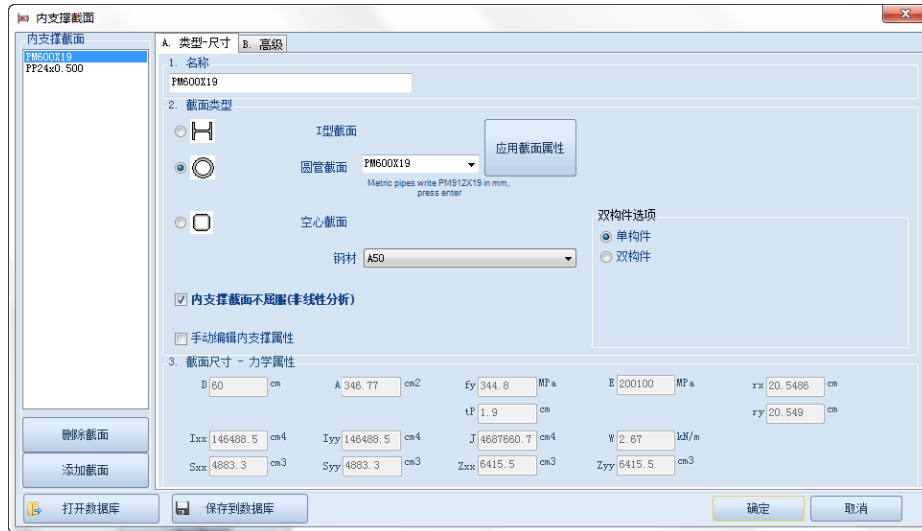 内支撑截面
内支撑截面
PM600X19
PP24x0.500
A. 类型-尺寸
B. 高级
1. 名称
PM600X19
2. 截面类型
I型截面
应用截面属性
圆管截面
PM600X19
Metric pipes write PM912X19 in mm,
press enter
空心截面
双构件选项
单构件
双构件
钢材
A50
内支撑截面不屈服(非线性分析)
手动编辑内支撑属性
3. 截面尺寸 - 力学属性
D 60 cm
A 346.77 cm2
fy 344.8 MPa
E 200100 MPa
rx 20.5486 cm
tP 1.9 cm
ry 20.549 cm
Ixx 146488.5 cm4
Iyy 146488.5 cm4
J 4687660.7 cm4
W 2.67 kN/m
Sxx 4883.3 cm3
Syy 4883.3 cm3
Zxx 6415.5 cm3
Zyy 6415.5 cm3
删除截面
添加截面
打开数据库
保存到数据库
确定
取消